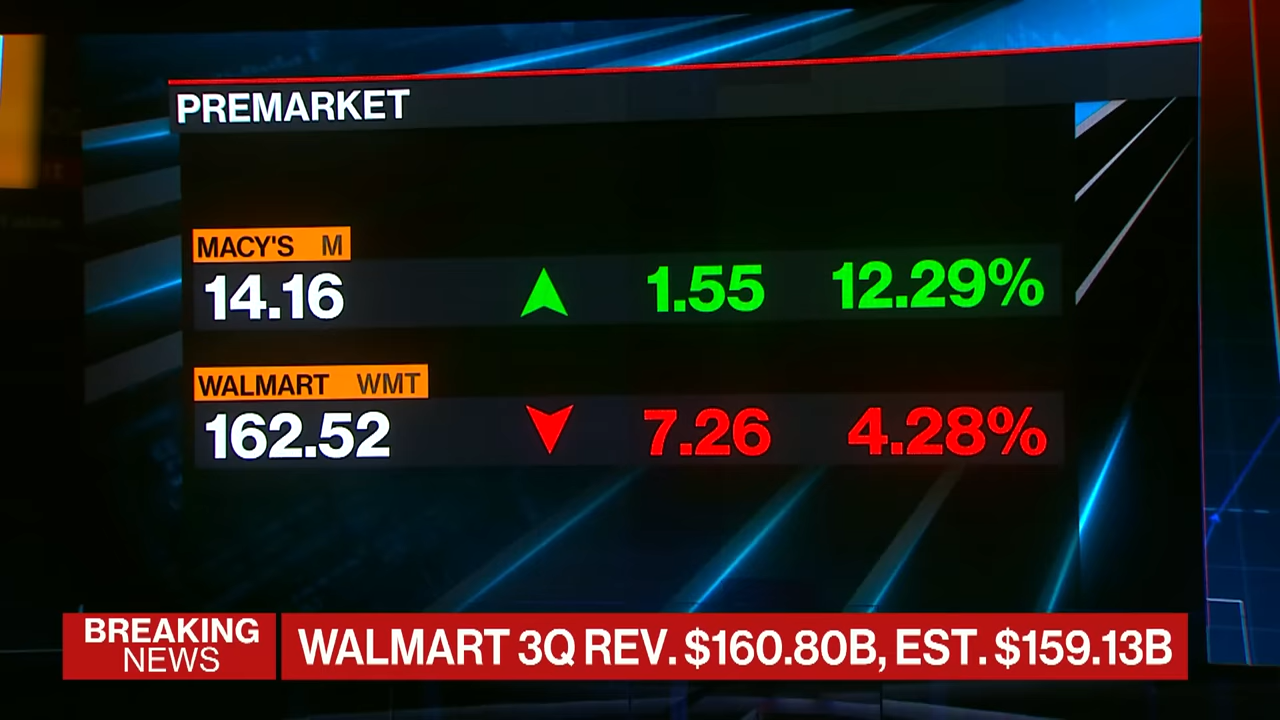 PREMARKET
MACY'S M
14.16 1.55 12.29%
WALMART WMT
162.52 7.26 4.28%
BREAKING NEWS
WALMART 3Q REV. $160.80B, EST. $159.13B